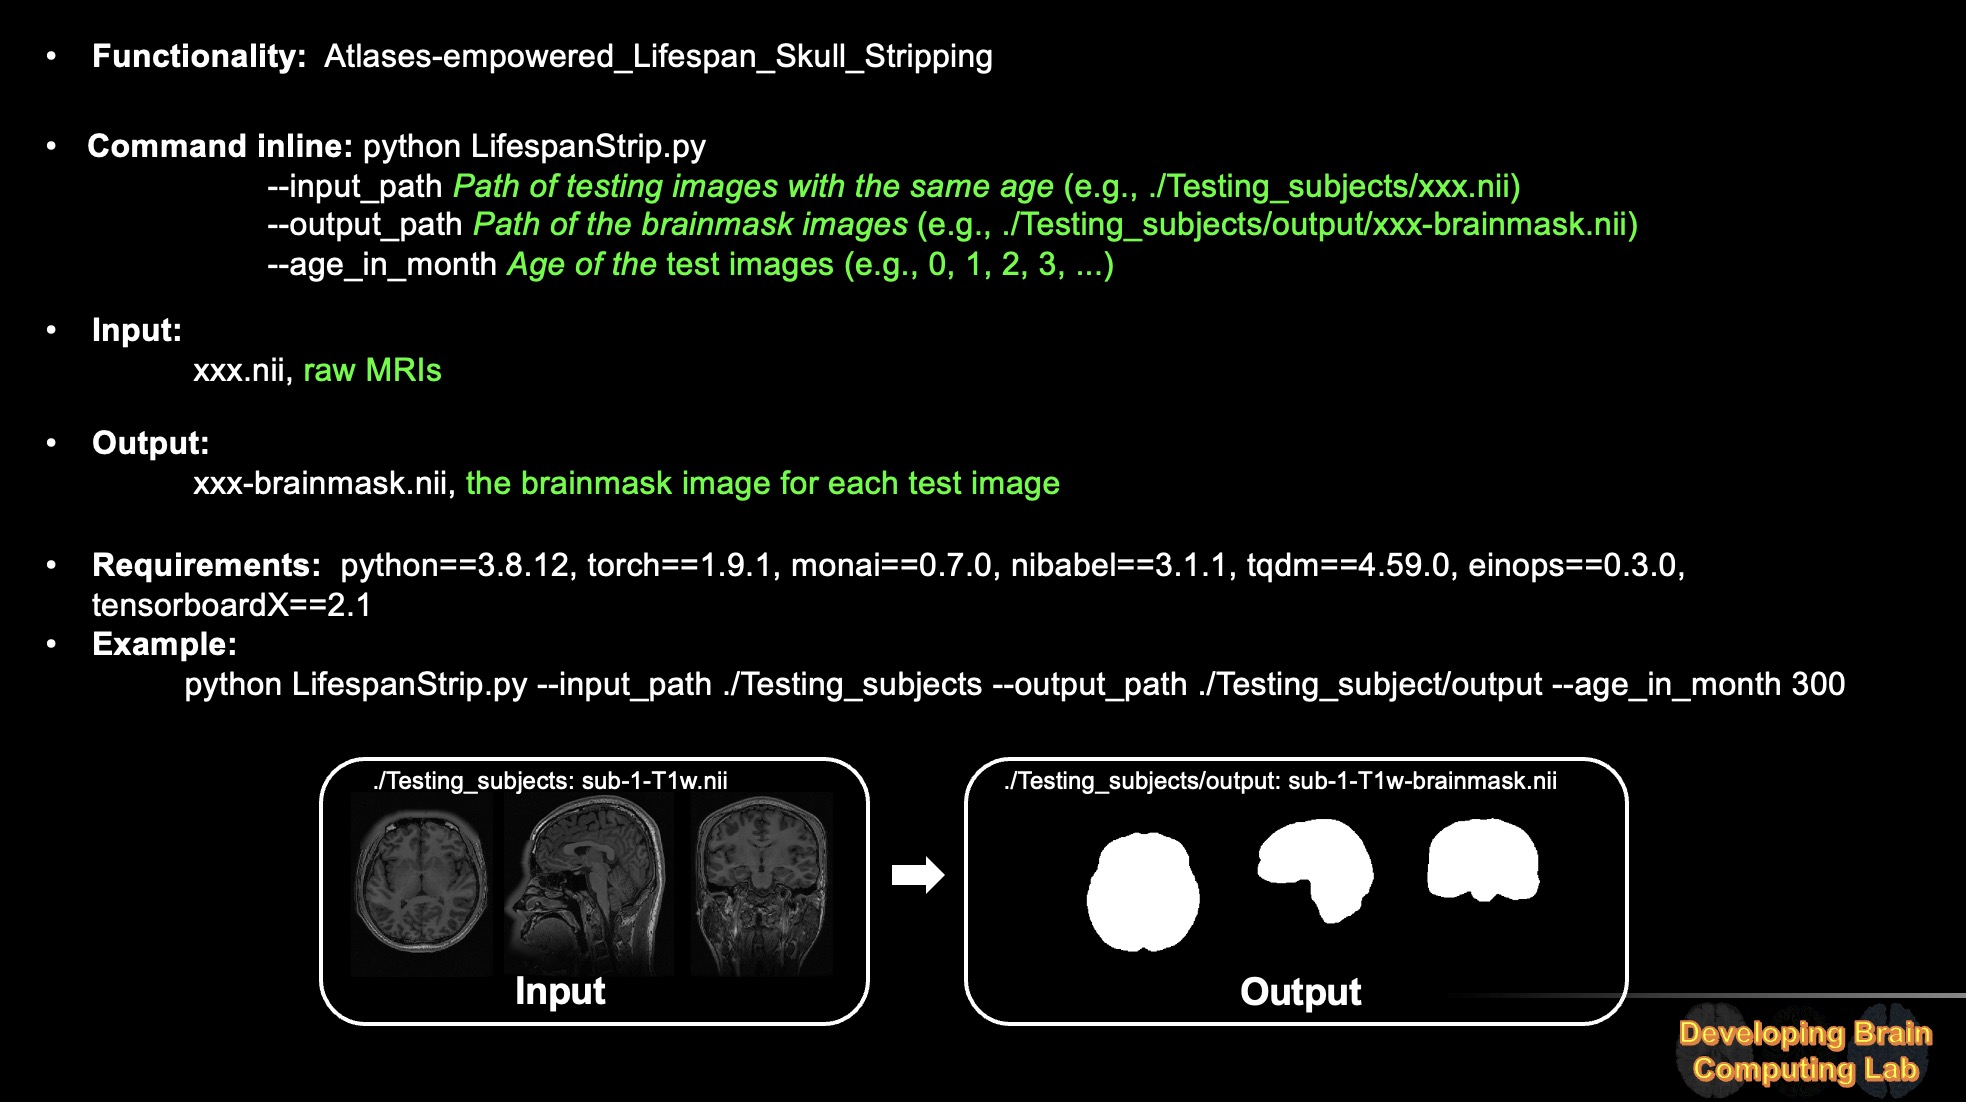 • Functionality: Atlases-empowered_Lifespan_Skull_Stripping
• Command inline: python LifespanStrip.py
--input_path Path of testing images with the same age (e.g., ./Testing_subjects/xxx.nii)
--output_path Path of the brainmask images (e.g., ./Testing_subjects/output/xxx-brainmask.nii)
--age_in_month Age of the test images (e.g., 0, 1, 2, 3, ...)
• Input:
xxx.nii, raw MRIs
• Output:
xxx-brainmask.nii, the brainmask image for each test image
• Requirements: python==3.8.12, torch==1.9.1, monai==0.7.0, nibabel==3.1.1, tqdm==4.59.0, einops==0.3.0,
tensorboardX==2.1
• Example:
python LifespanStrip.py --input_path ./Testing_subjects --output_path ./Testing_subject/output --age_in_month 300
./Testing_subjects: sub-1-T1w.nii
Input
./Testing_subjects/output: sub-1-T1w-brainmask.nii
Output
Developing Brain
Computing Lab